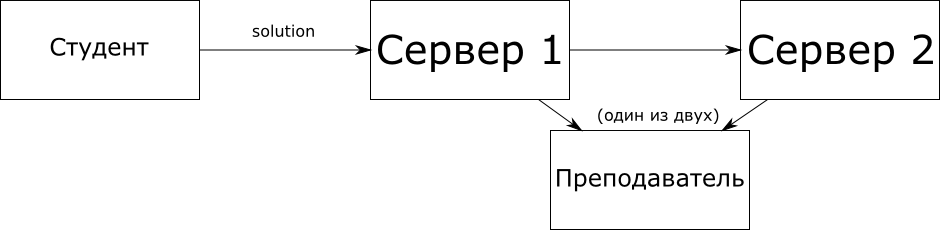 Студент
solution
Сервер 1
Сервер 2
(один из двух)
Преподаватель